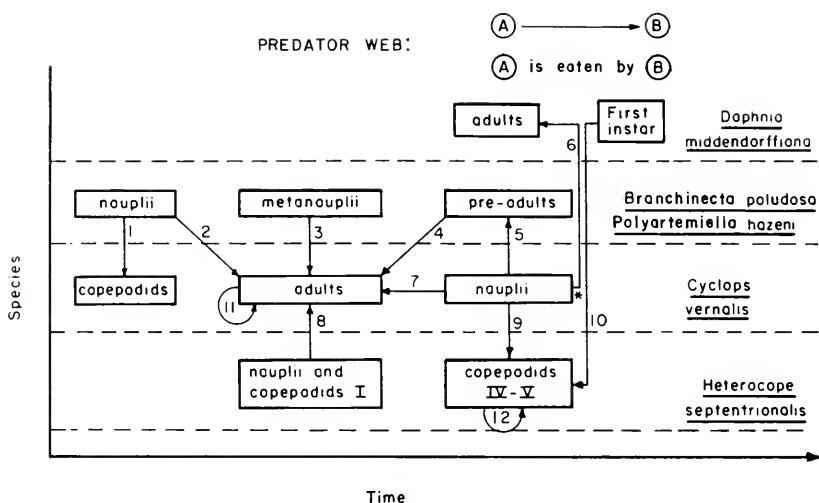 PREDATOR WEB:
A B
A is eaten by B
Species
adults
First
instar
Daphnia
middendorffiana
6
nauplii
metanauplii
pre-adults
Branchinecta poludosa
Polyartemiella hazeni
1
2
3
4
5
copepodids
adults
nauplii
Cyclops
vernalis
11
7
*
8
9
10
nauplii and
copepodids I
copepodids
IV-V
Heterocope
septentrionalis
12
Time